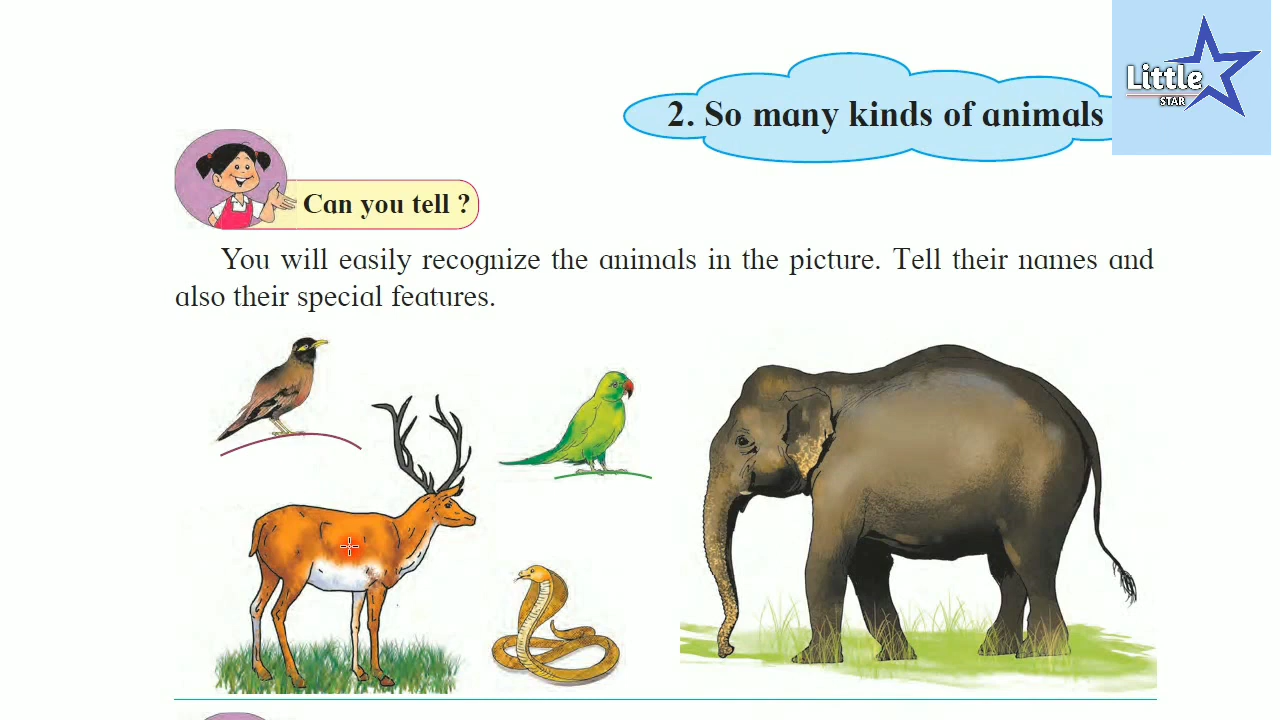 Little
STAR
2. So many kinds of animals
Can you tell ?
You will easily recognize the animals in the picture. Tell their names and
also their special features.